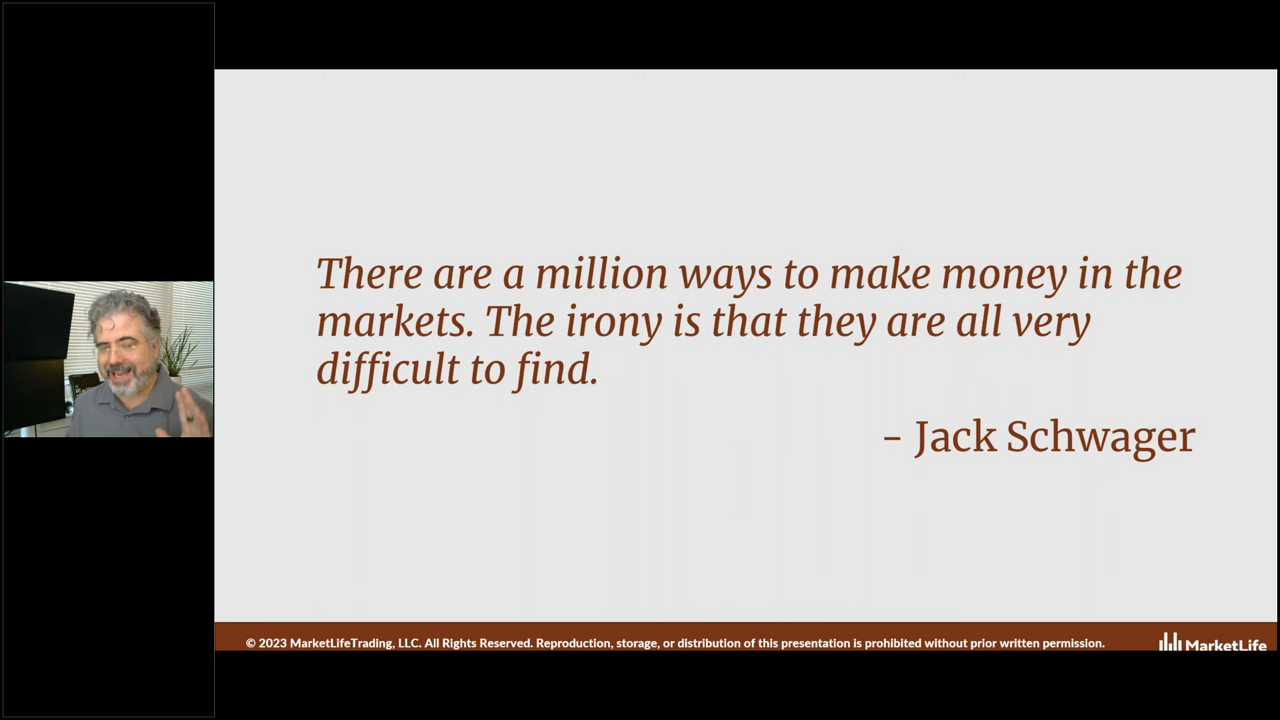 There are a million ways to make money in the
markets. The irony is that they are all very
difficult to find.
- Jack Schwager
© 2023 MarketLifeTrading, LLC. All Rights Reserved. Reproduction, storage, or distribution of this presentation is prohibited without prior written permission.
MarketLife